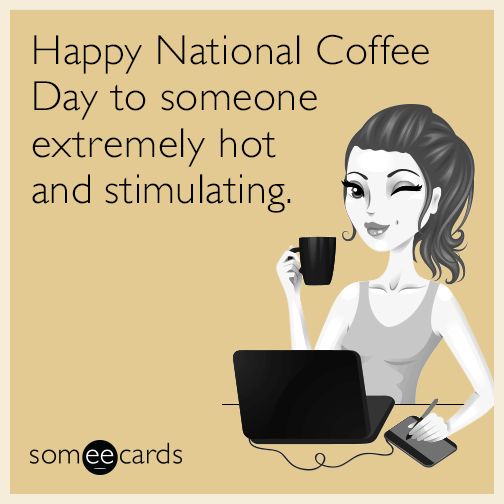 Happy National Coffee
Day to someone
extremely hot
and stimulating.
someecards